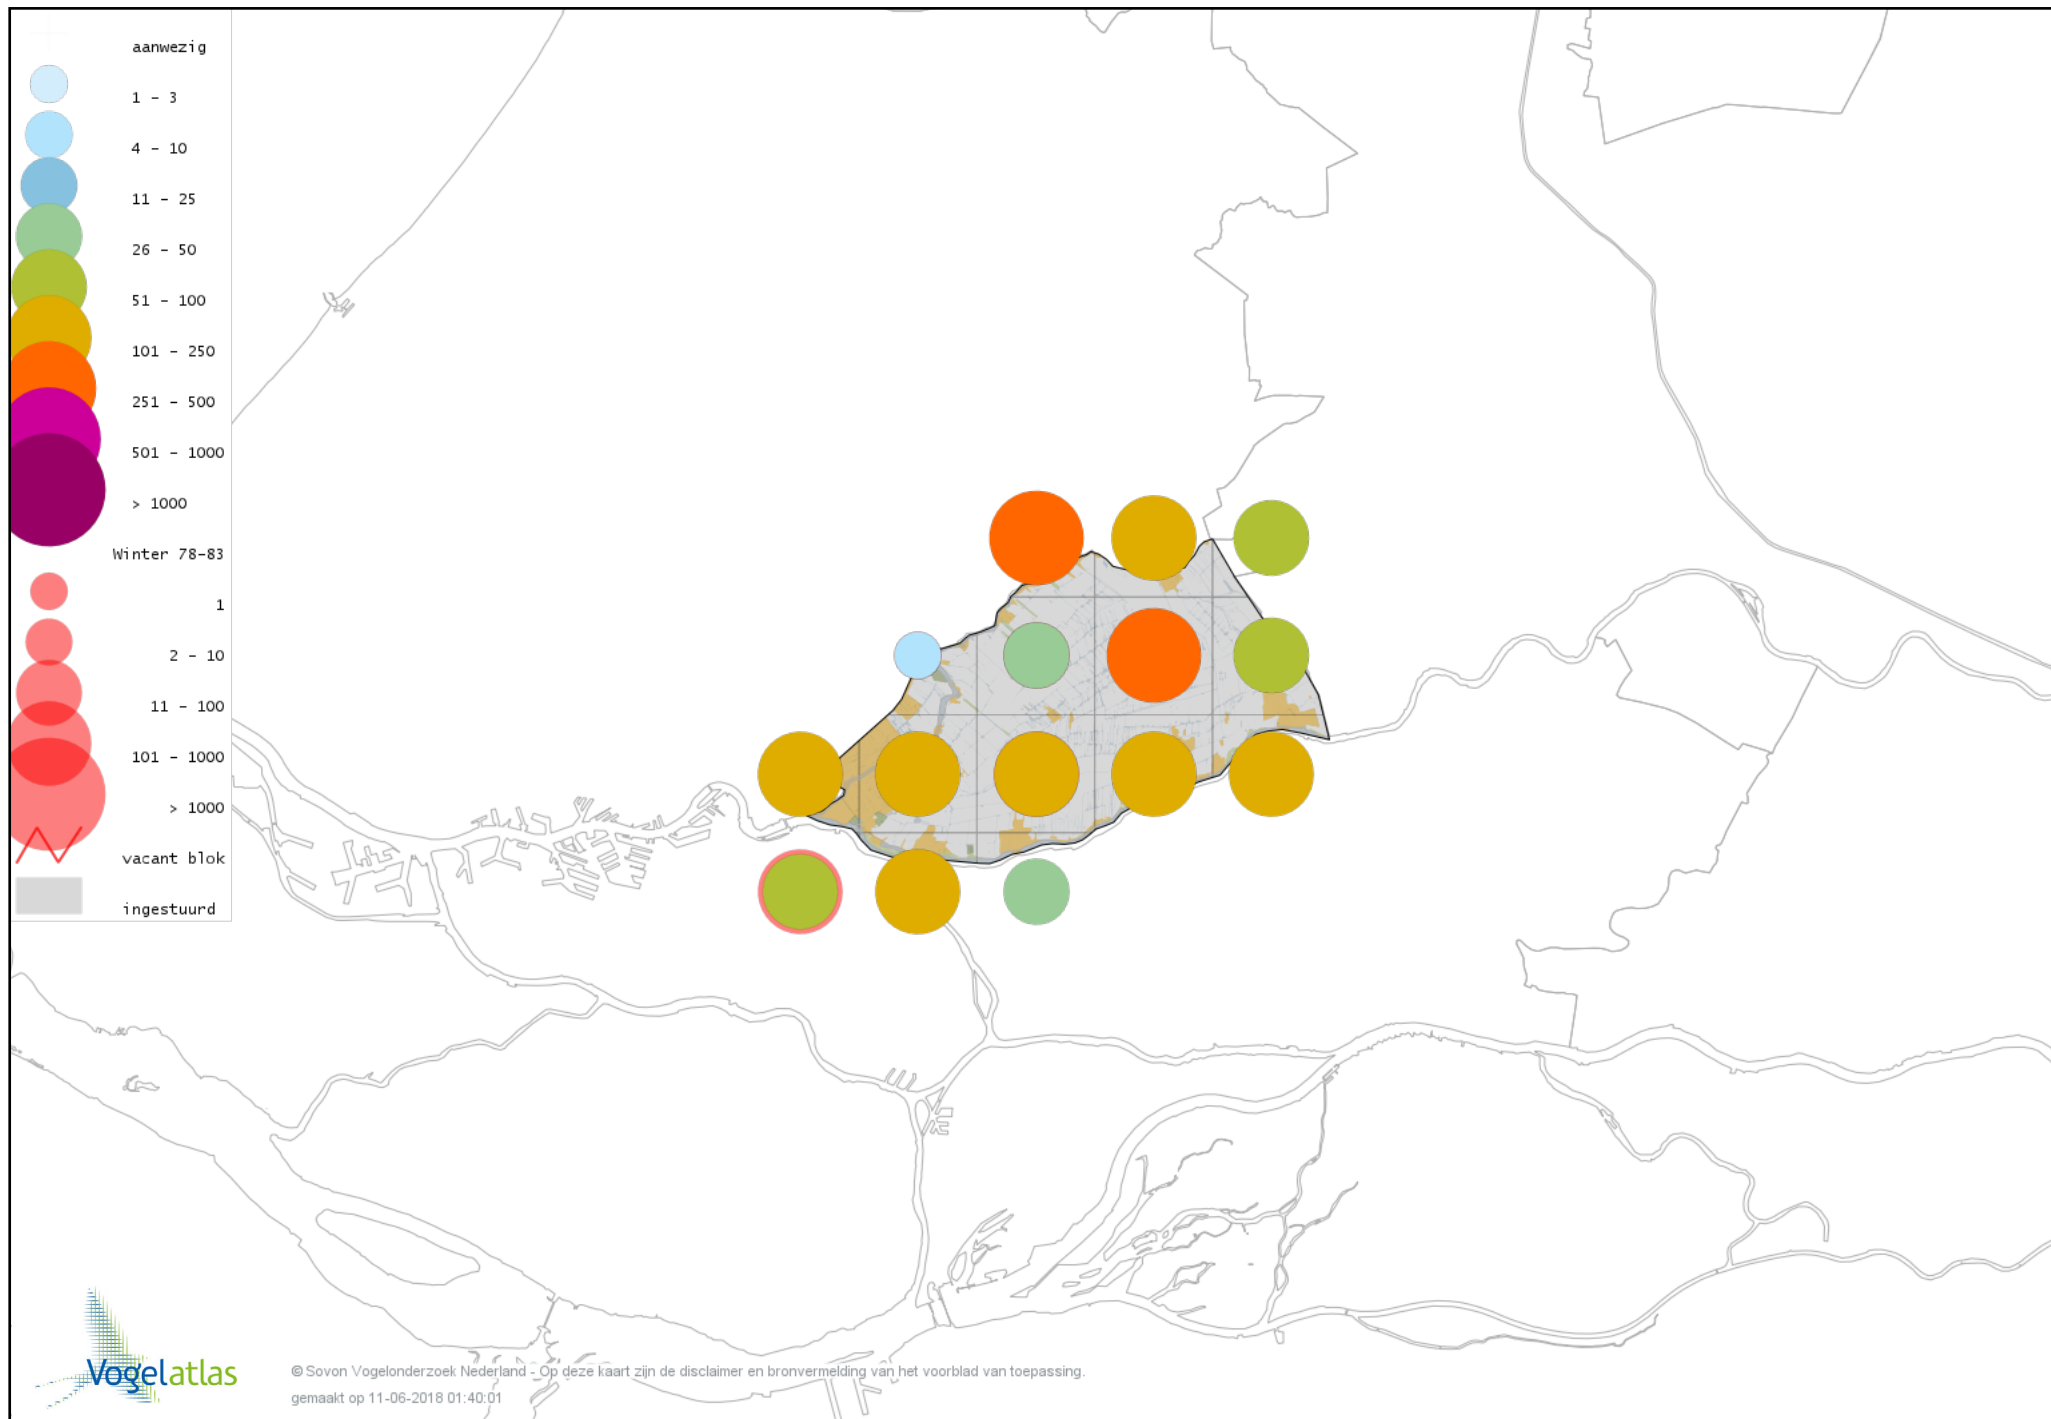 aanwezig
1 - 3
4 - 10
11 - 25
26 - 50
51 - 100
101 - 250
251 - 500
501 - 1000
> 1000
Winter 78-83
1
2 - 10
11 - 100
101 - 1000
> 1000
vacant blok
ingestuurd
Vogelatlas
© Sovon Vogelonderzoek Nederland - Op deze kaart zijn de disclaimer en bronvermelding van het voorblad van toepassing.
gemaakt op 11-06-2018 01:40:01